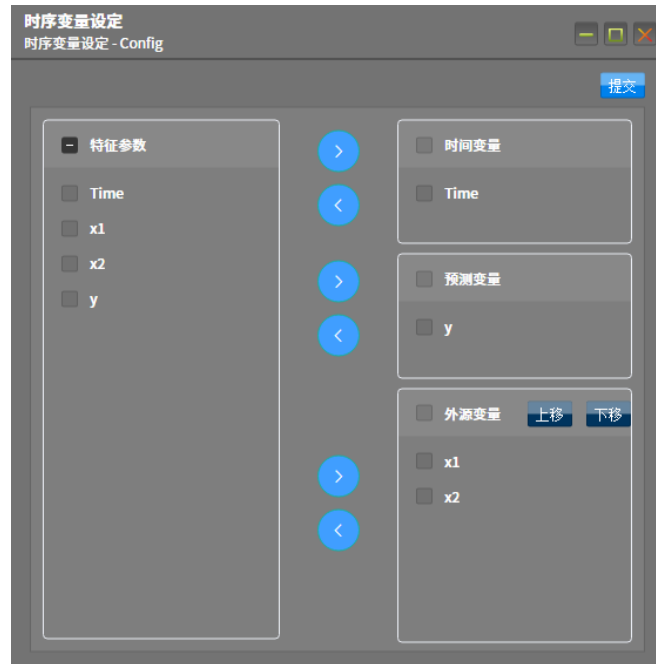 时序变量设定
时序变量设定 - Config
提交
特征参数
Time
x1
x2
y
时间变量
Time
预测变量
y
外源变量 上移 下移
x1
x2